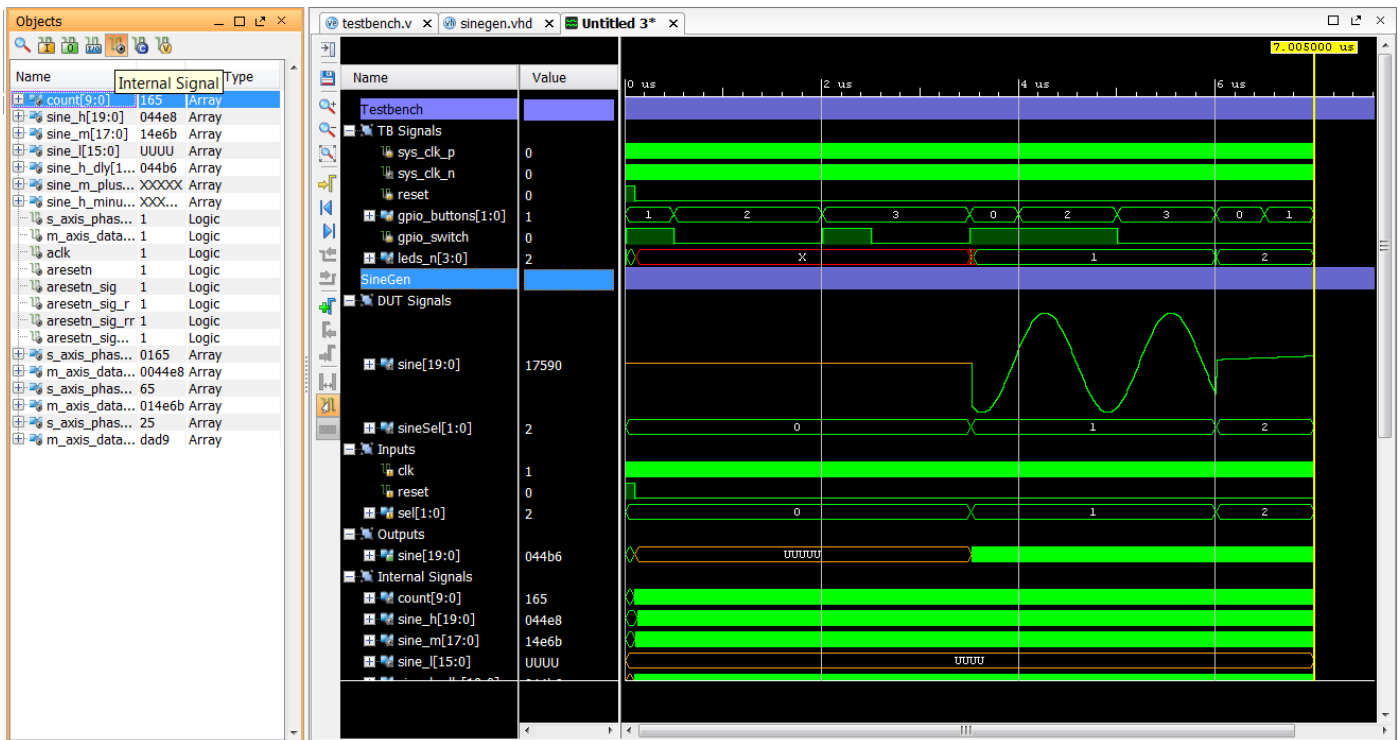 Objects
Name Type
Internal Signal
count[9:0] 165 Array
sine_h[19:0] 044e8 Array
sine_m[17:0] 14e6b Array
sine_l[15:0] UUUU Array
sine_h_dly[1... 044b6 Array
sine_m_plus... XXXXX Array
sine_h_minu... XXX... Array
s_axis_phas... 1 Logic
m_axis_data... 1 Logic
aclk 1 Logic
aresetn 1 Logic
aresetn_sig 1 Logic
aresetn_sig_r 1 Logic
aresetn_sig_rr 1 Logic
aresetn_sig... 1 Logic
s_axis_phas... 0165 Array
m_axis_data... 0044e8 Array
s_axis_phas... 65 Array
m_axis_data... 014e6b Array
s_axis_phas... 25 Array
m_axis_data... dad9 Array
testbench.v sinegen.vhd Untitled 3*
7.005000 us
Name Value 0 us 2 us 4 us 6 us
Testbench
TB Signals
sys_clk_p 0
sys_clk_n 0
reset 0
gpio_buttons[1:0] 1 1 2 3 0 2 3 0 1
gpio_switch 0
leds_n[3:0] 2 X 1 2
SineGen
DUT Signals
sine[19:0] 17590
sineSel[1:0] 2 0 1 2
Inputs
clk 1
reset 0
sel[1:0] 2 0 1 2
Outputs
sine[19:0] 044b6 UUUUU
Internal Signals
count[9:0] 165
sine_h[19:0] 044e8
sine_m[17:0] 14e6b
sine_l[15:0] UUUU UUUU